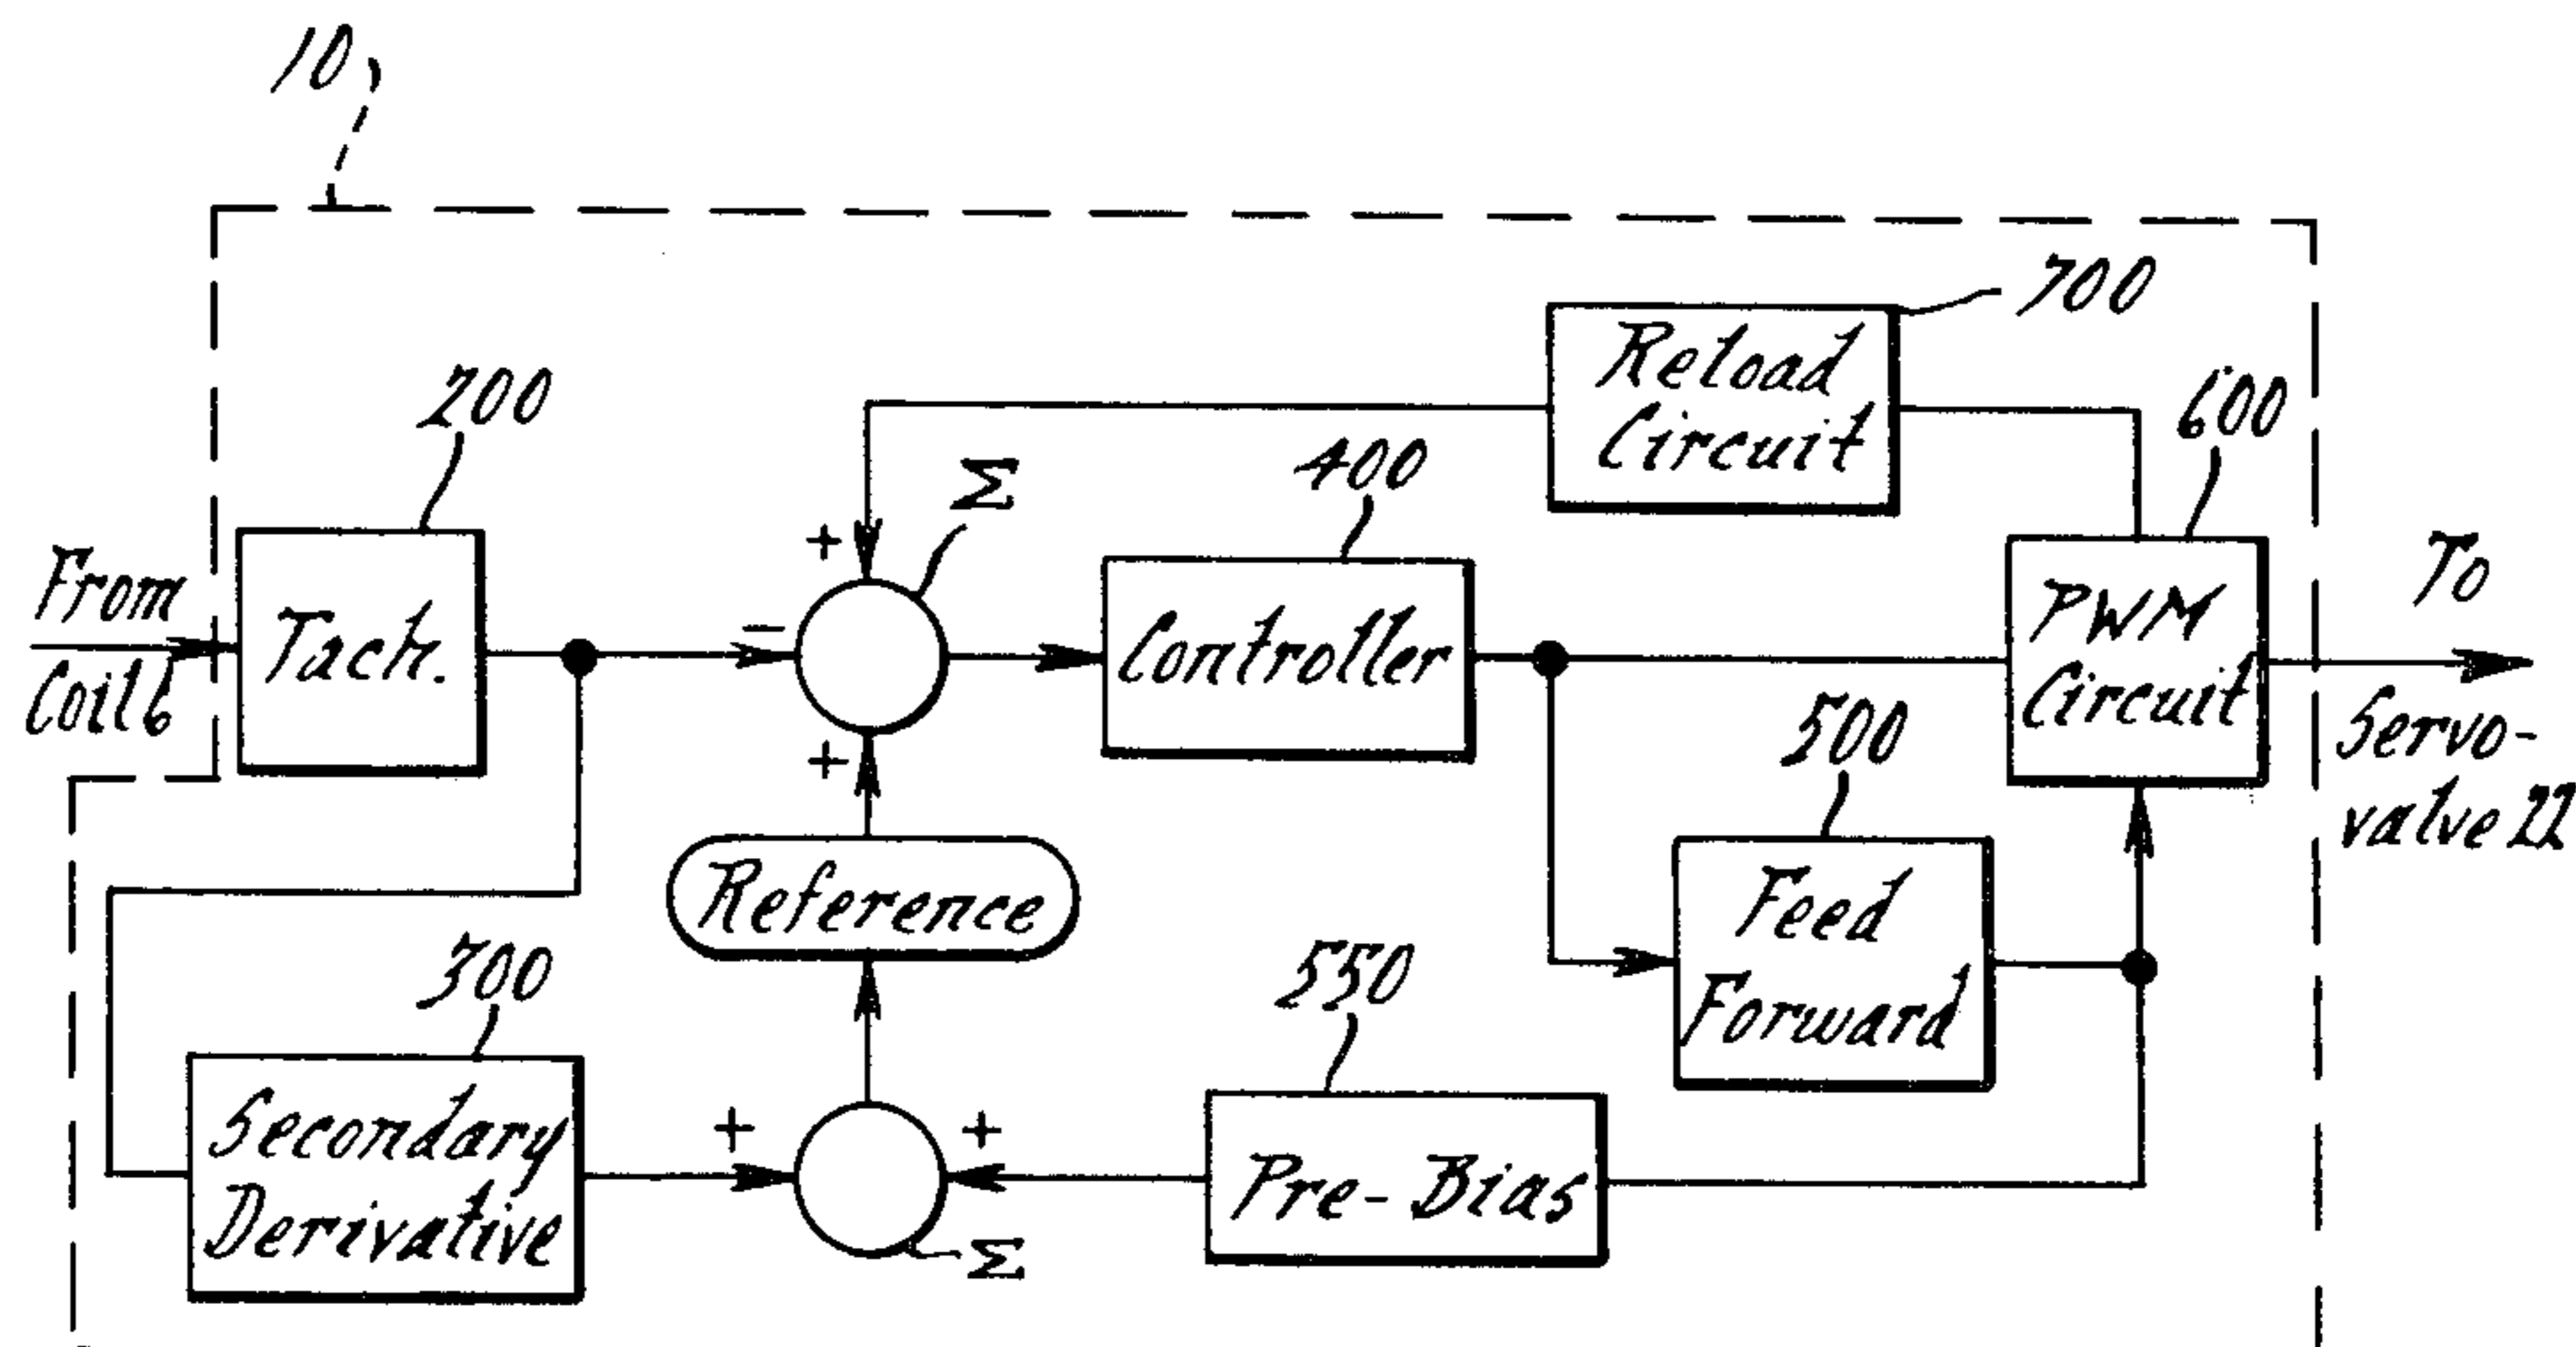 10
700
Reload
Circuit
600
200
Σ
400
From
Coil 6
Tach.
+
−
+
Controller
PWM
Circuit
To
Servo-
valve 22
500
Feed
Forward
Reference
300
Secondary
Derivative
+
+
Σ
550
Pre-Bias